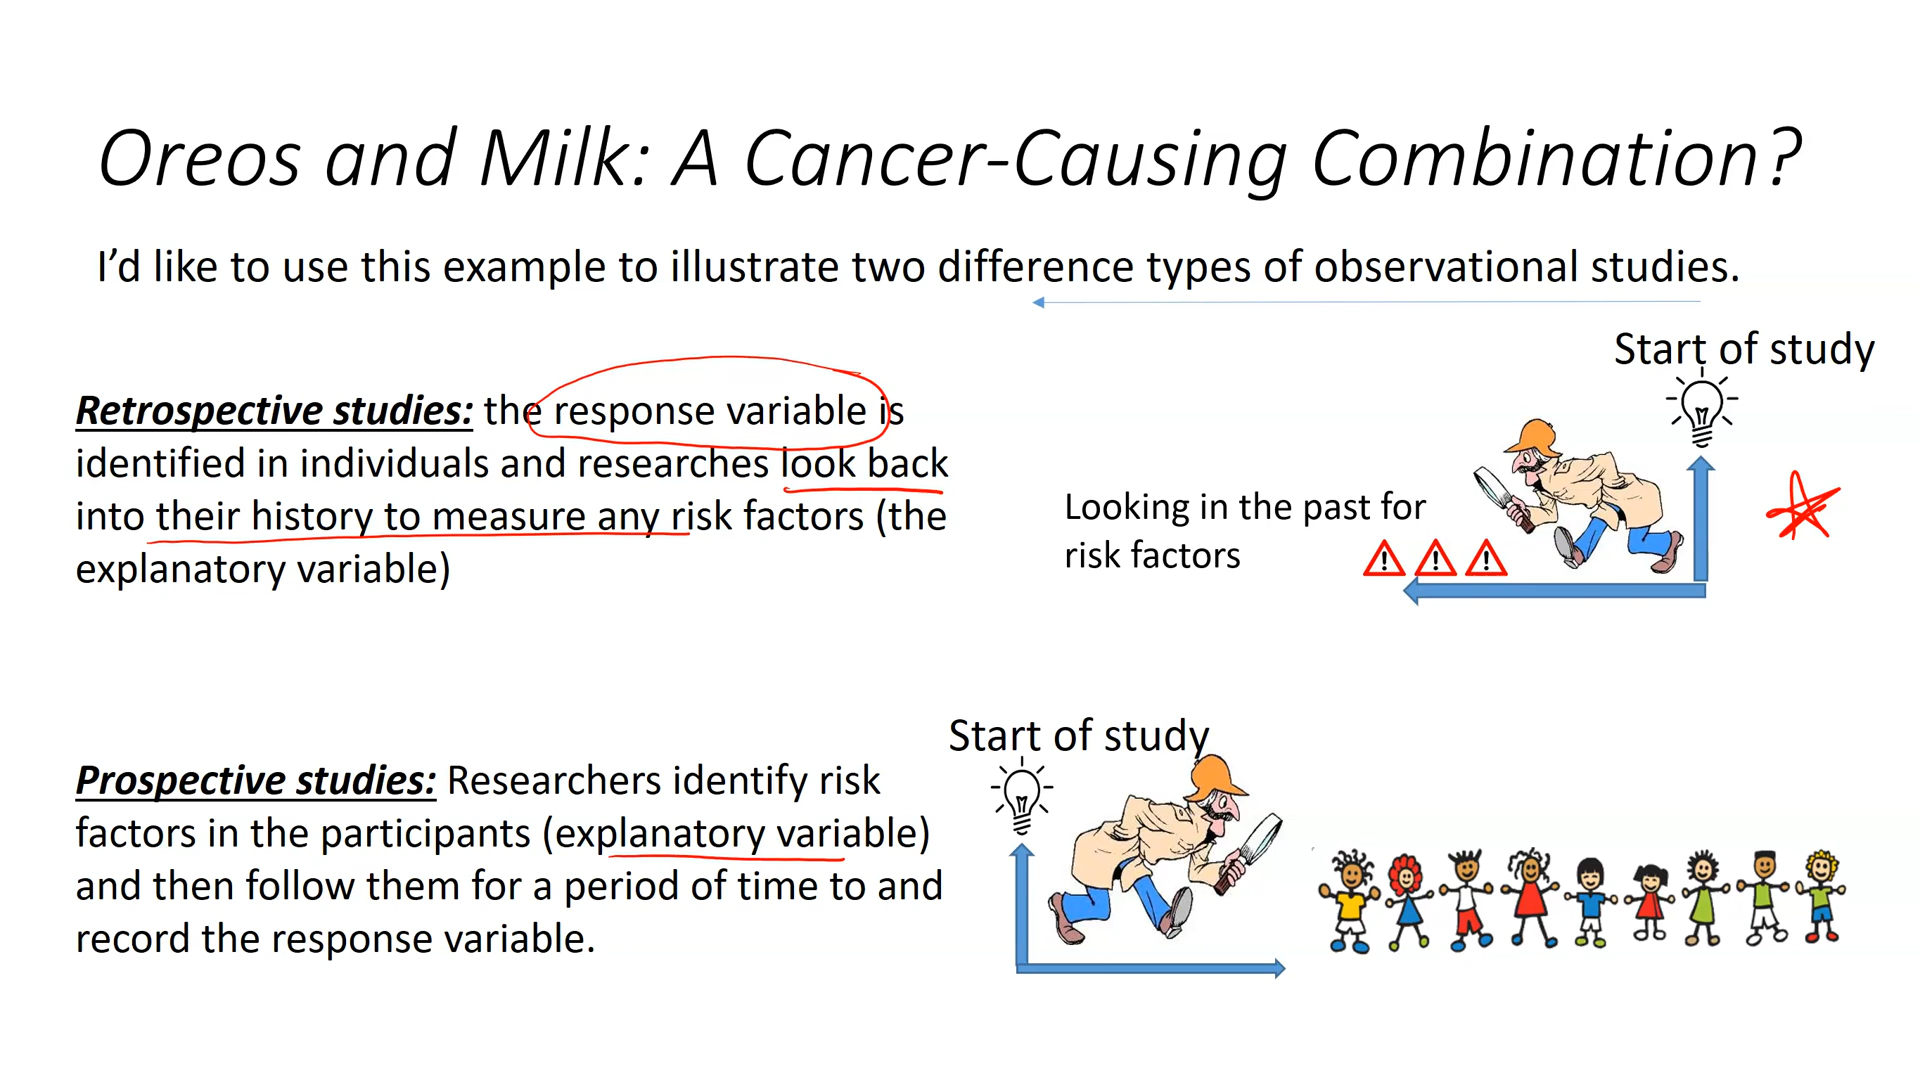 Oreos and Milk: A Cancer-Causing Combination?
I’d like to use this example to illustrate two difference types of observational studies.
Start of study
Retrospective studies: the response variable is
identified in individuals and researches look back
into their history to measure any risk factors (the
explanatory variable)
Looking in the past for
risk factors
Start of study
Prospective studies: Researchers identify risk
factors in the participants (explanatory variable)
and then follow them for a period of time to and
record the response variable.